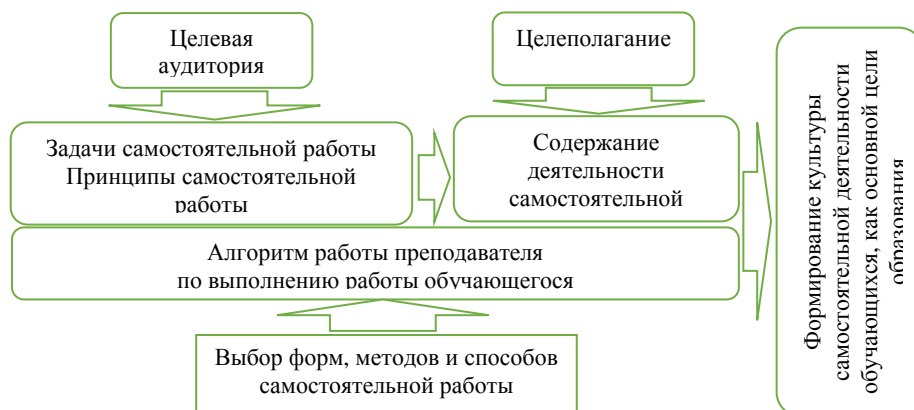 Целевая
аудитория
Целеполагание
Задачи самостоятельной работы
Принципы самостоятельной
работы
Содержание
деятельности
самостоятельной
Алгоритм работы преподавателя
по выполнению работы обучающегося
Выбор форм, методов и способов
самостоятельной работы
Формирование культуры
самостоятельной деятельности
обучающихся, как основной цели
образования